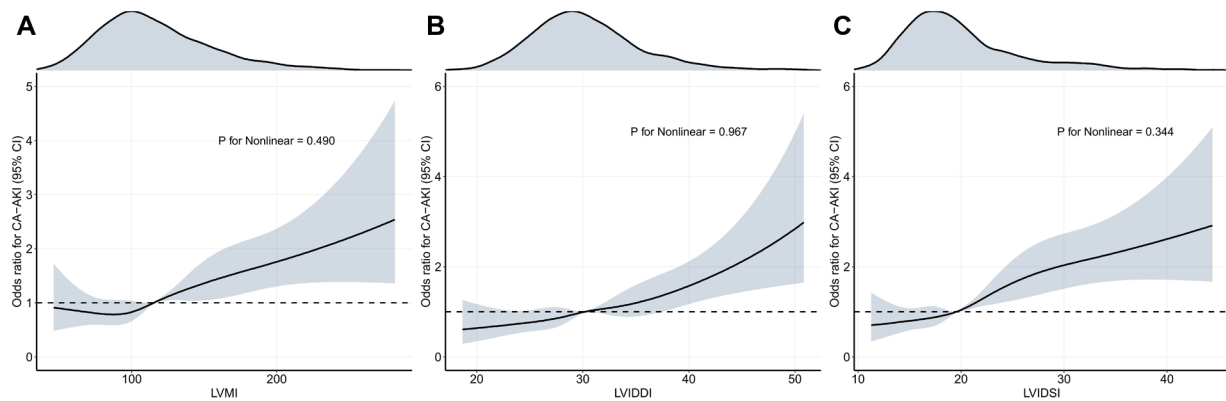 A
Odds ratio for CA−AKI (95% CI)
5
4
3
2
1
0
P for Nonlinear = 0.490
100
200
LVMI
B
Odds ratio for CA−AKI (95% CI)
6
4
2
1
0
P for Nonlinear = 0.967
20
30
40
50
LVIDDI
C
Odds ratio for CA−AKI (95% CI)
6
4
2
1
0
P for Nonlinear = 0.344
10
20
30
40
LVIDSI